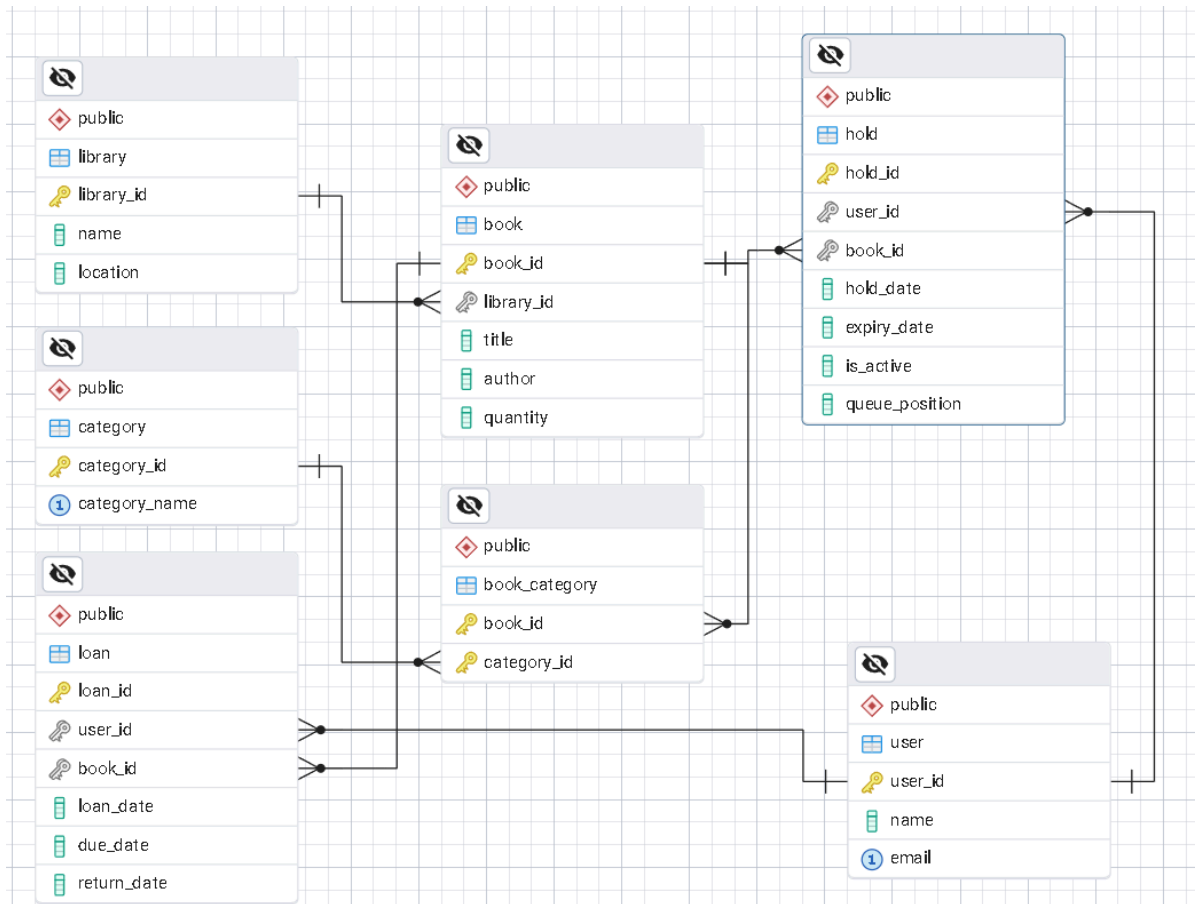 public
library
library_id
name
location
public
category
category_id
1 category_name
public
loan
loan_id
user_id
book_id
loan_date
due_date
return_date
public
book
book_id
library_id
title
author
quantity
public
book_category
book_id
category_id
public
hold
hold_id
user_id
book_id
hold_date
expiry_date
is_active
queue_position
public
user
user_id
name
1 email